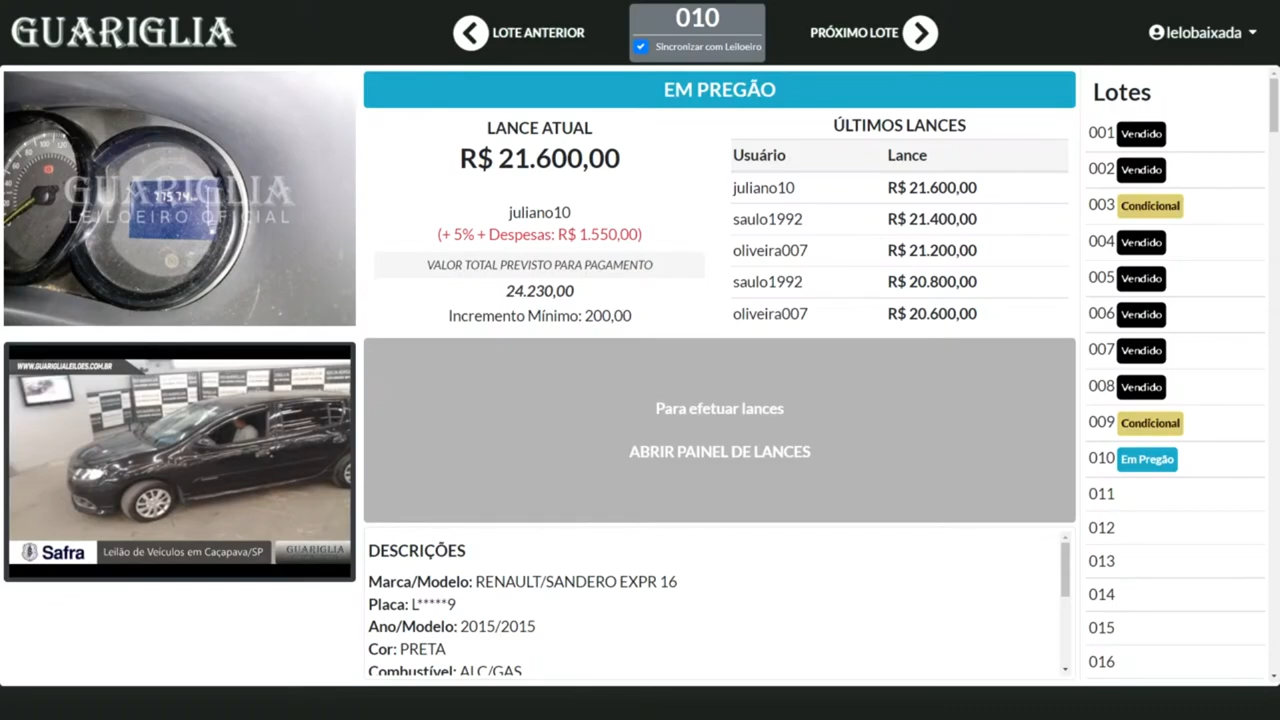 GUARIGLIA
LOTE ANTERIOR
010
Sincronizar com Leiloeiro
PRÓXIMO LOTE
lelobaixada
GUARIGLIA
LEILOEIRO OFICIAL
WWW.GUARIGLIALEILOES.COM.BR
Safra
Leilão de Veículos em Caçapava/SP
GUARIGLIA
EM PREGÃO
LANCE ATUAL
R$ 21.600,00
juliano10
(+ 5% + Despesas: R$ 1.550,00)
VALOR TOTAL PREVISTO PARA PAGAMENTO
24.230,00
Incremento Mínimo: 200,00
ÚLTIMOS LANCES
Usuário Lance
juliano10 R$ 21.600,00
saulo1992 R$ 21.400,00
oliveira007 R$ 21.200,00
saulo1992 R$ 20.800,00
oliveira007 R$ 20.600,00
Para efetuar lances
ABRIR PAINEL DE LANCES
DESCRIÇÕES
Marca/Modelo: RENAULT/SANDERO EXPR 16
Placa: L*****9
Ano/Modelo: 2015/2015
Cor: PRETA
Combustível: ALC/GAS
Lotes
001 Vendido
002 Vendido
003 Condicional
004 Vendido
005 Vendido
006 Vendido
007 Vendido
008 Vendido
009 Condicional
010 Em Pregão
011
012
013
014
015
016